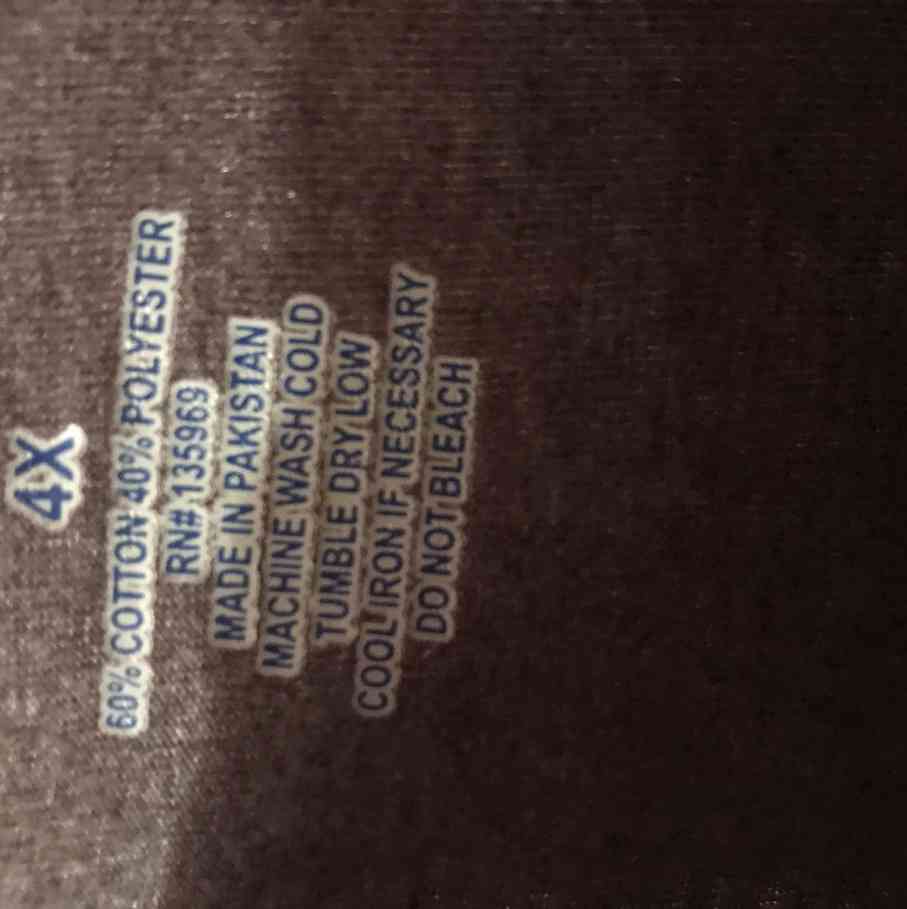 4X
60% COTTON 40% POLYESTER
RN# 135969
MADE IN PAKISTAN
MACHINE WASH COLD
TUMBLE DRY LOW
COOL IRON IF NECESSARY
DO NOT BLEACH